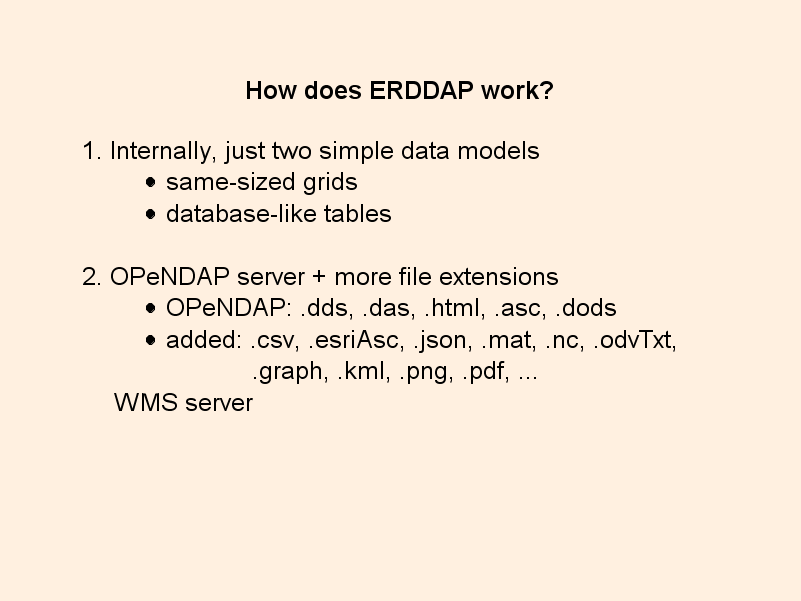 How does ERDDAP work?
1. Internally, just two simple data models
• same-sized grids
• database-like tables
2. OPeNDAP server + more file extensions
• OPeNDAP: .dds, .das, .html, .asc, .dods
• added: .csv, .esriAsc, .json, .mat, .nc, .odvTxt,
.graph, .kml, .png, .pdf, ...
WMS server